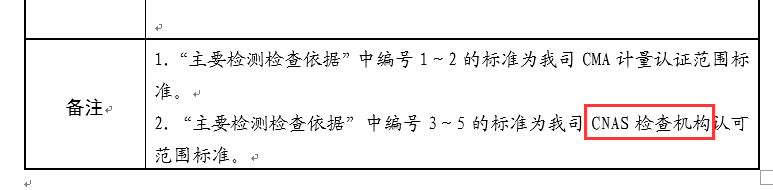 1. “主要检测检查依据”中编号 1～2 的标准为我司 CMA 计量认证范围标
准。
备注
2. “主要检测检查依据” 中编号 3～5 的标准为我司 CNAS 检查机构认可
范围标准。